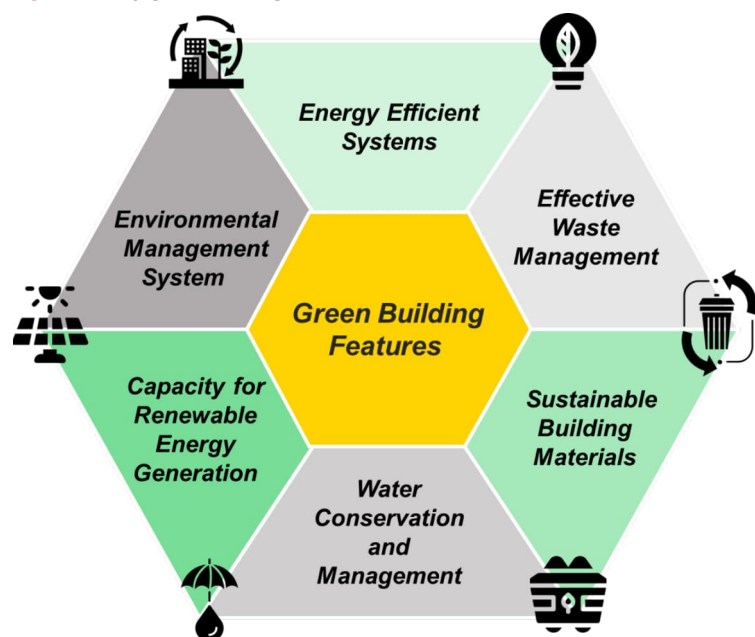 Energy Efficient
Systems
Effective
Waste
Management
Environmental
Management
System
Green Building
Features
Capacity for
Renewable
Energy
Generation
Sustainable
Building
Materials
Water
Conservation
and
Management